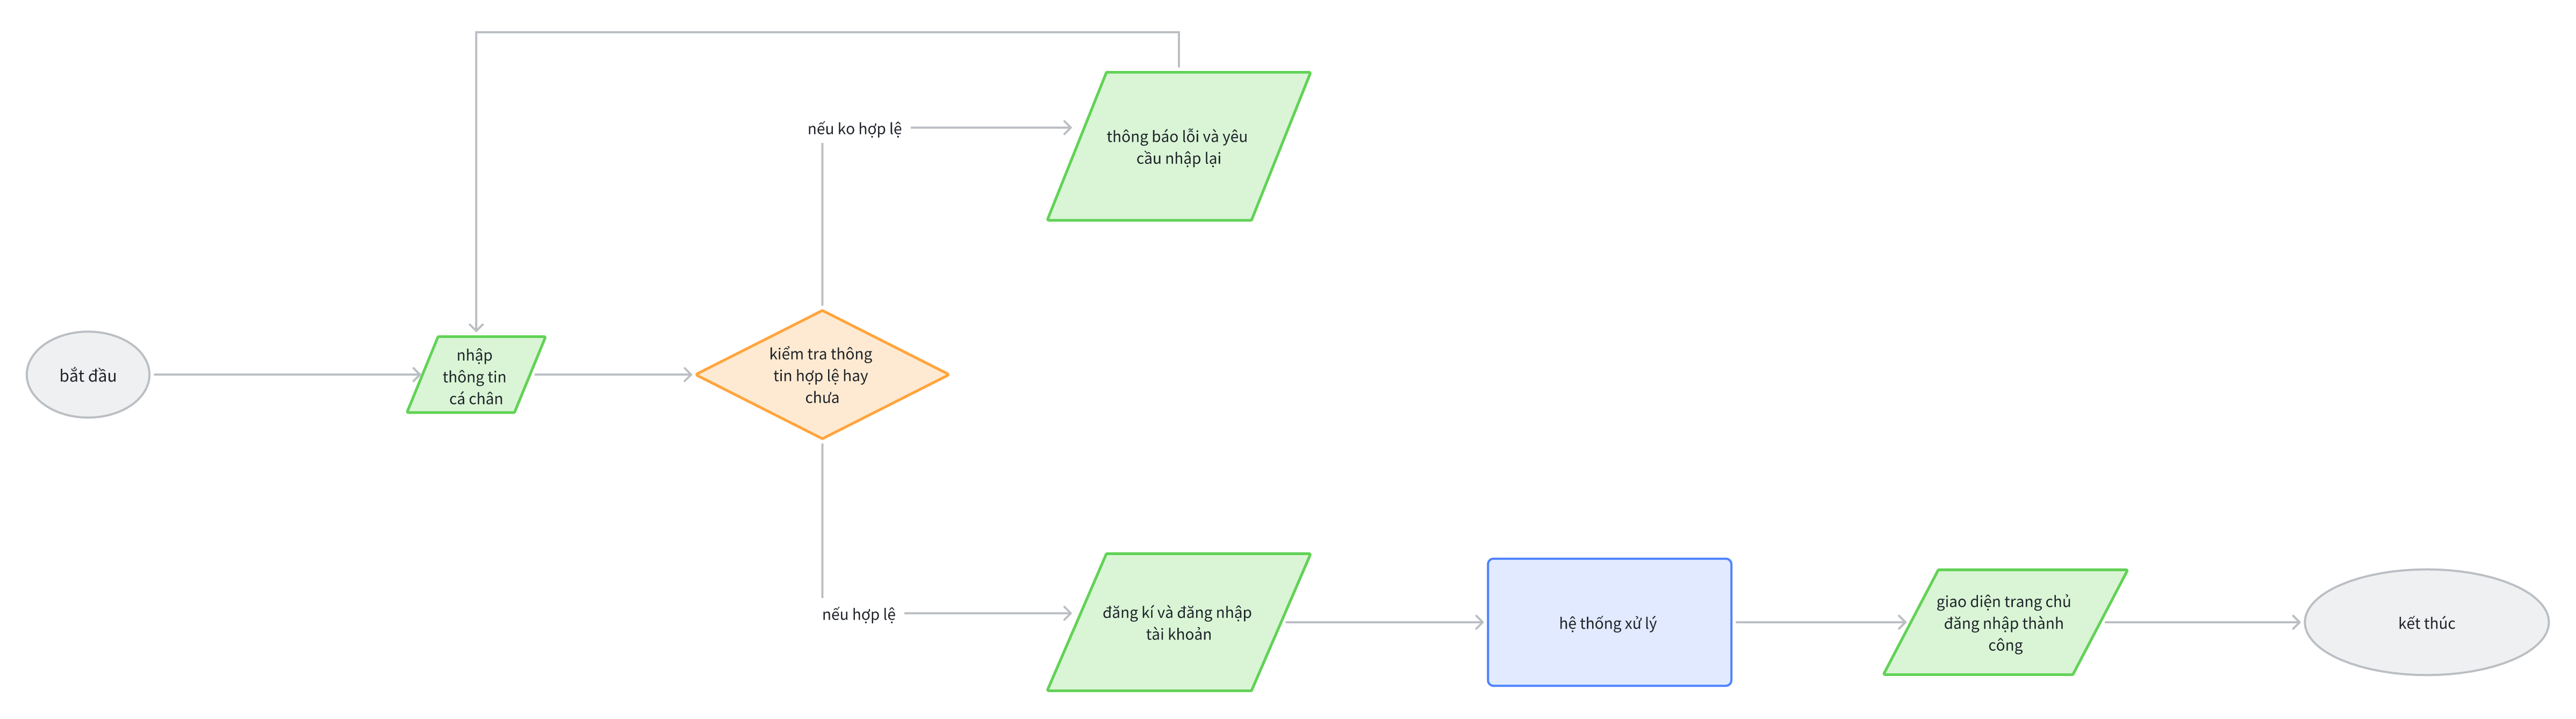 nếu ko hợp lệ
thông báo lỗi và yêu
cầu nhập lại
bắt đầu
nhập
thông tin
cá chân
kiểm tra thông
tin hợp lệ hay
chưa
nếu hợp lệ
đăng kí và đăng nhập
tài khoản
hệ thống xử lý
giao diện trang chủ
đăng nhập thành
công
kết thúc